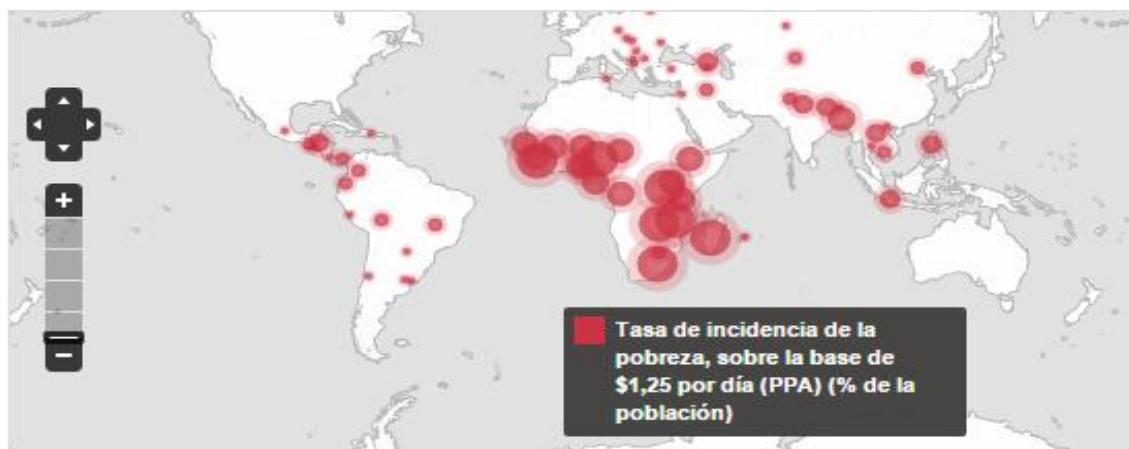 +
−
Tasa de incidencia de la
pobreza, sobre la base de
$1,25 por día (PPA) (% de la
población)